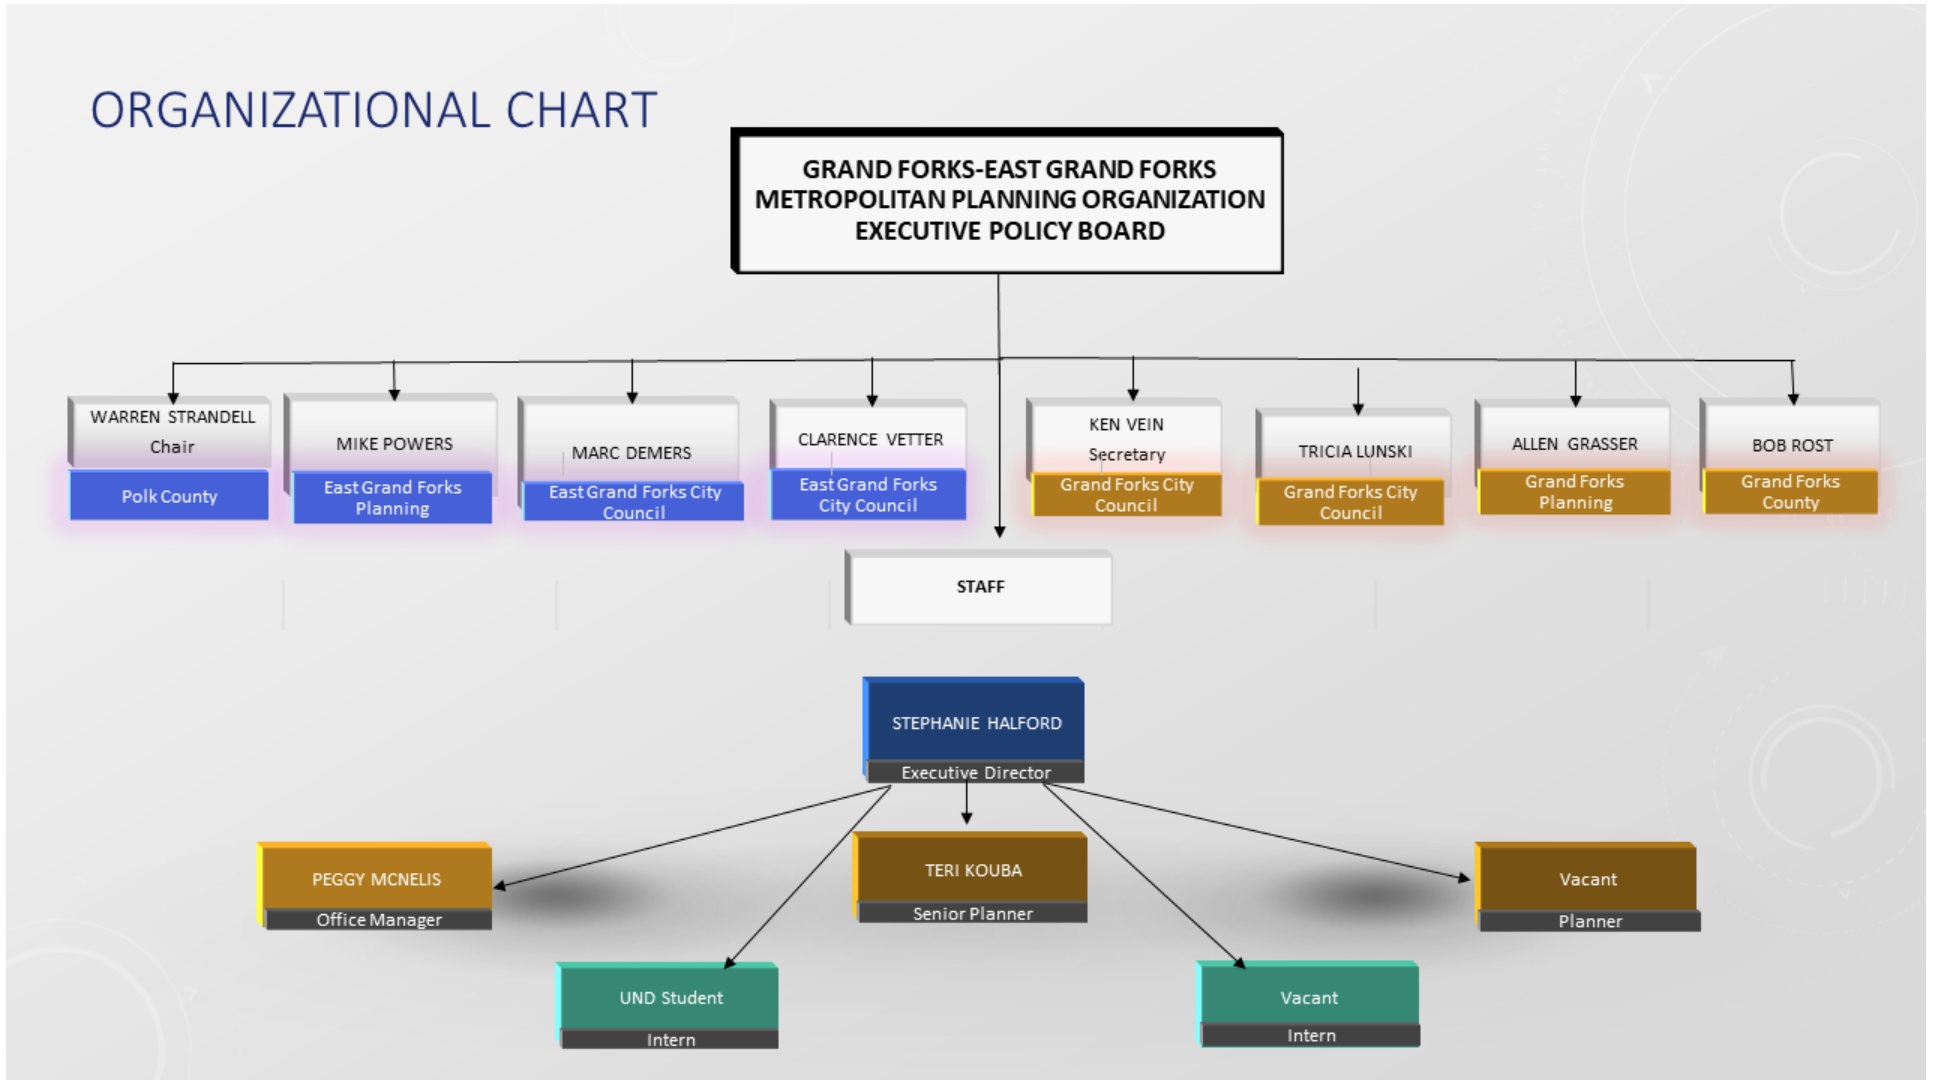 ORGANIZATIONAL CHART
GRAND FORKS-EAST GRAND FORKS
METROPOLITAN PLANNING ORGANIZATION
EXECUTIVE POLICY BOARD
WARREN STRANDELL
Chair
Polk County
MIKE POWERS
East Grand Forks
Planning
MARC DEMERS
East Grand Forks City
Council
CLARENCE VETTER
East Grand Forks
City Council
KEN VEIN
Secretary
Grand Forks City
Council
TRICIA LUNSKI
Grand Forks City
Council
ALLEN GRASSER
Grand Forks
Planning
BOB ROST
Grand Forks
County
STAFF
STEPHANIE HALFORD
Executive Director
PEGGY MCNELIS
Office Manager
TERI KOUBA
Senior Planner
Vacant
Planner
UND Student
Intern
Vacant
Intern